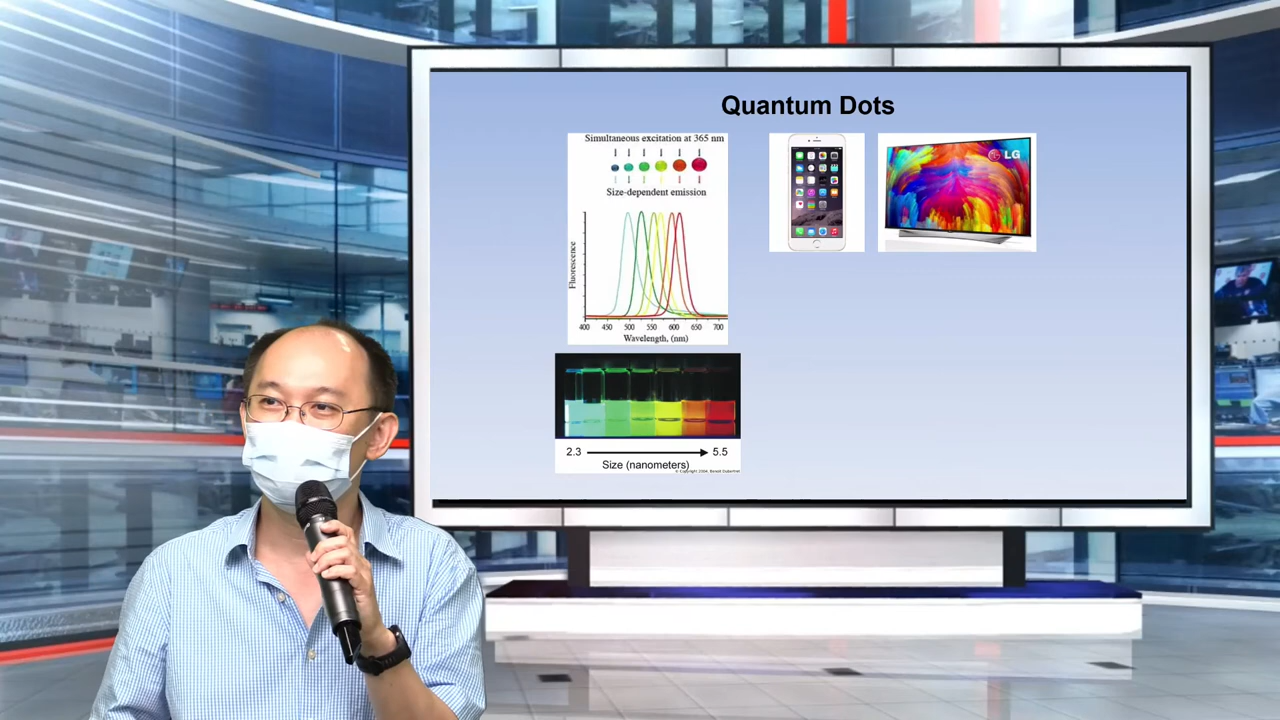 Quantum Dots
Simultaneous excitation at 365 nm
Size-dependent emission
LG
Fluorescence
400 450 500 550 600 650 700
Wavelength, (nm)
2.3 5.5
Size (nanometers)